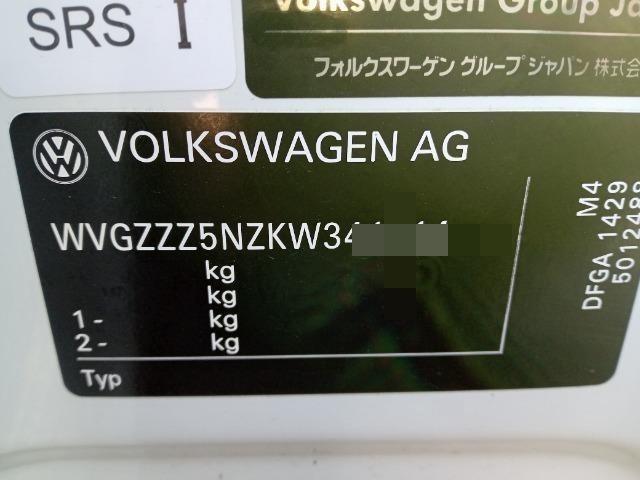 SRS I
Volkswagen Group Ja
フォルクスワーゲン グループ ジャパン 株式会
VOLKSWAGEN AG
WVGZZZ5NZKW34
kg
kg
1- kg
2- kg
Typ
M4
DFGA 1429